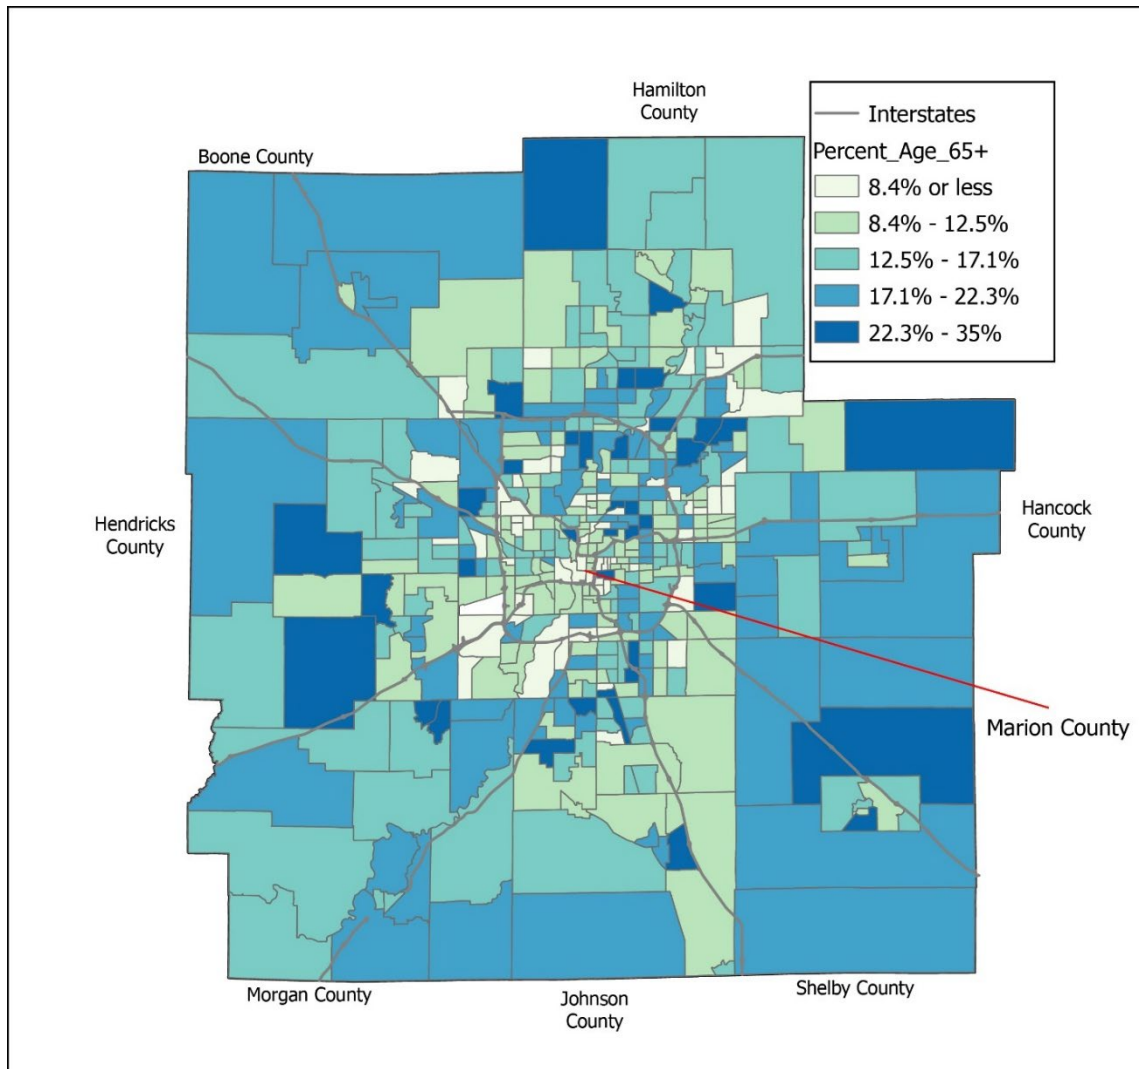 Hamilton
County
Boone County
Interstates
Percent_Age_65+
8.4% or less
8.4% - 12.5%
12.5% - 17.1%
17.1% - 22.3%
22.3% - 35%
Hendricks
County
Hancock
County
Marion County
Morgan County
Johnson
County
Shelby County